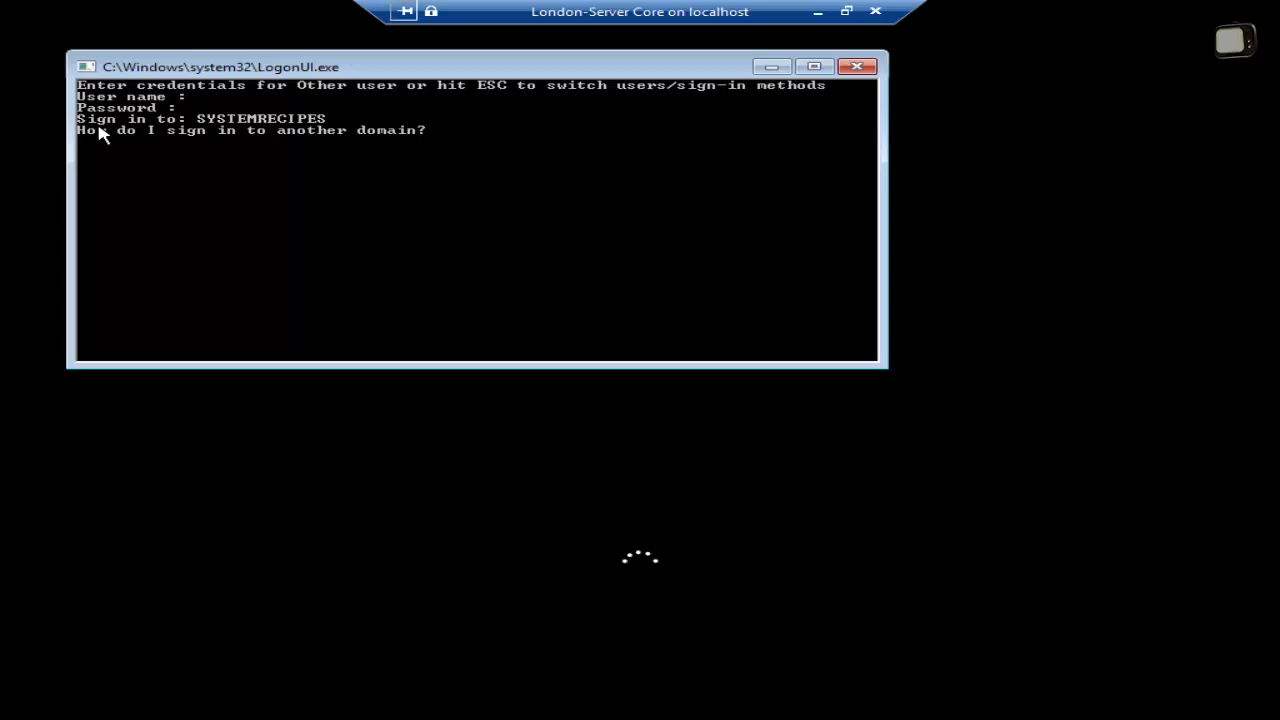 London-Server Core on localhost
C:\Windows\system32\LogonUI.exe
Enter credentials for Other user or hit ESC to switch users/sign-in methods
User name :
Password :
Sign in to: SYSTEMRECIPES
How do I sign in to another domain?